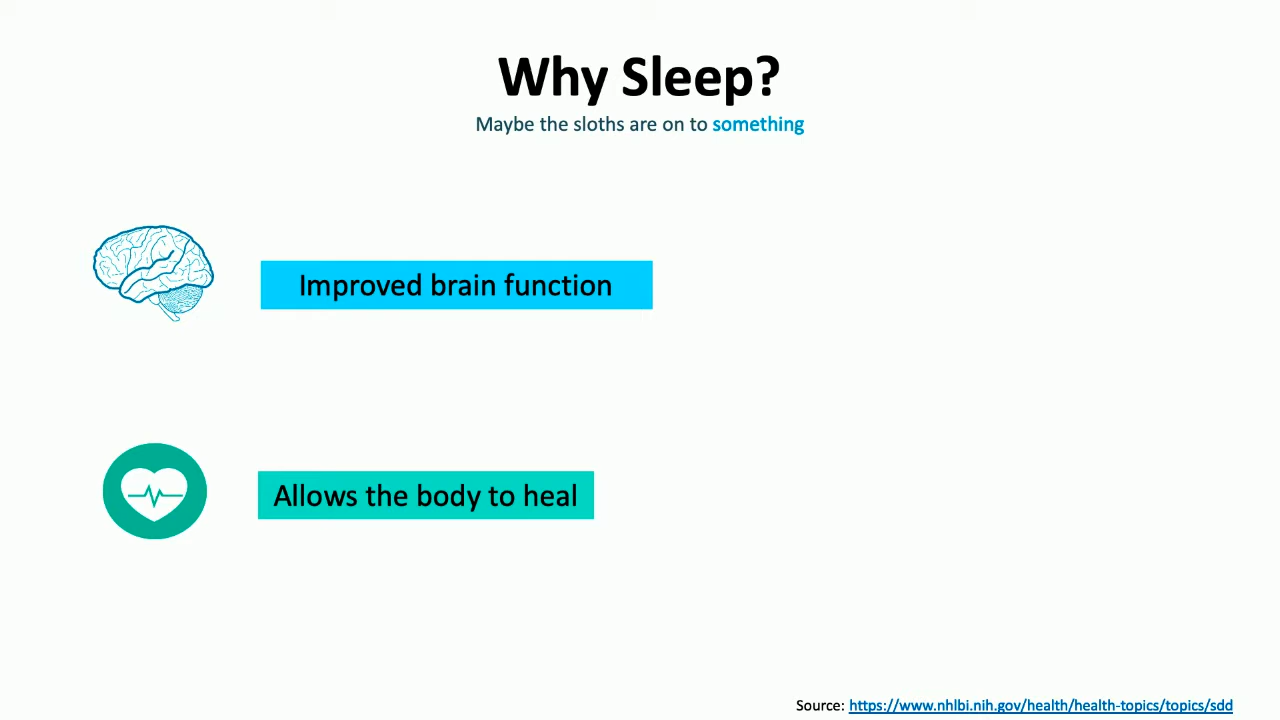 Why Sleep?
Maybe the sloths are on to something
Improved brain function
Allows the body to heal
Source: https://www.nhlbi.nih.gov/health/health-topics/topics/sdd